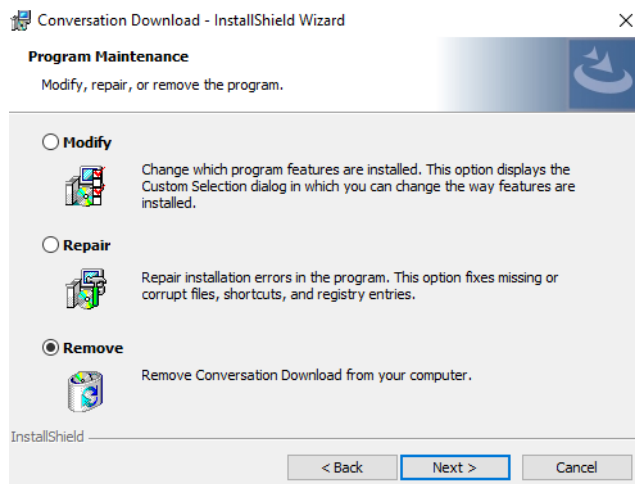 Conversation Download - InstallShield Wizard
Program Maintenance
Modify, repair, or remove the program.
Modify
Change which program features are installed. This option displays the
Custom Selection dialog in which you can change the way features are
installed.
Repair
Repair installation errors in the program. This option fixes missing or
corrupt files, shortcuts, and registry entries.
Remove
Remove Conversation Download from your computer.
InstallShield
< Back Next > Cancel